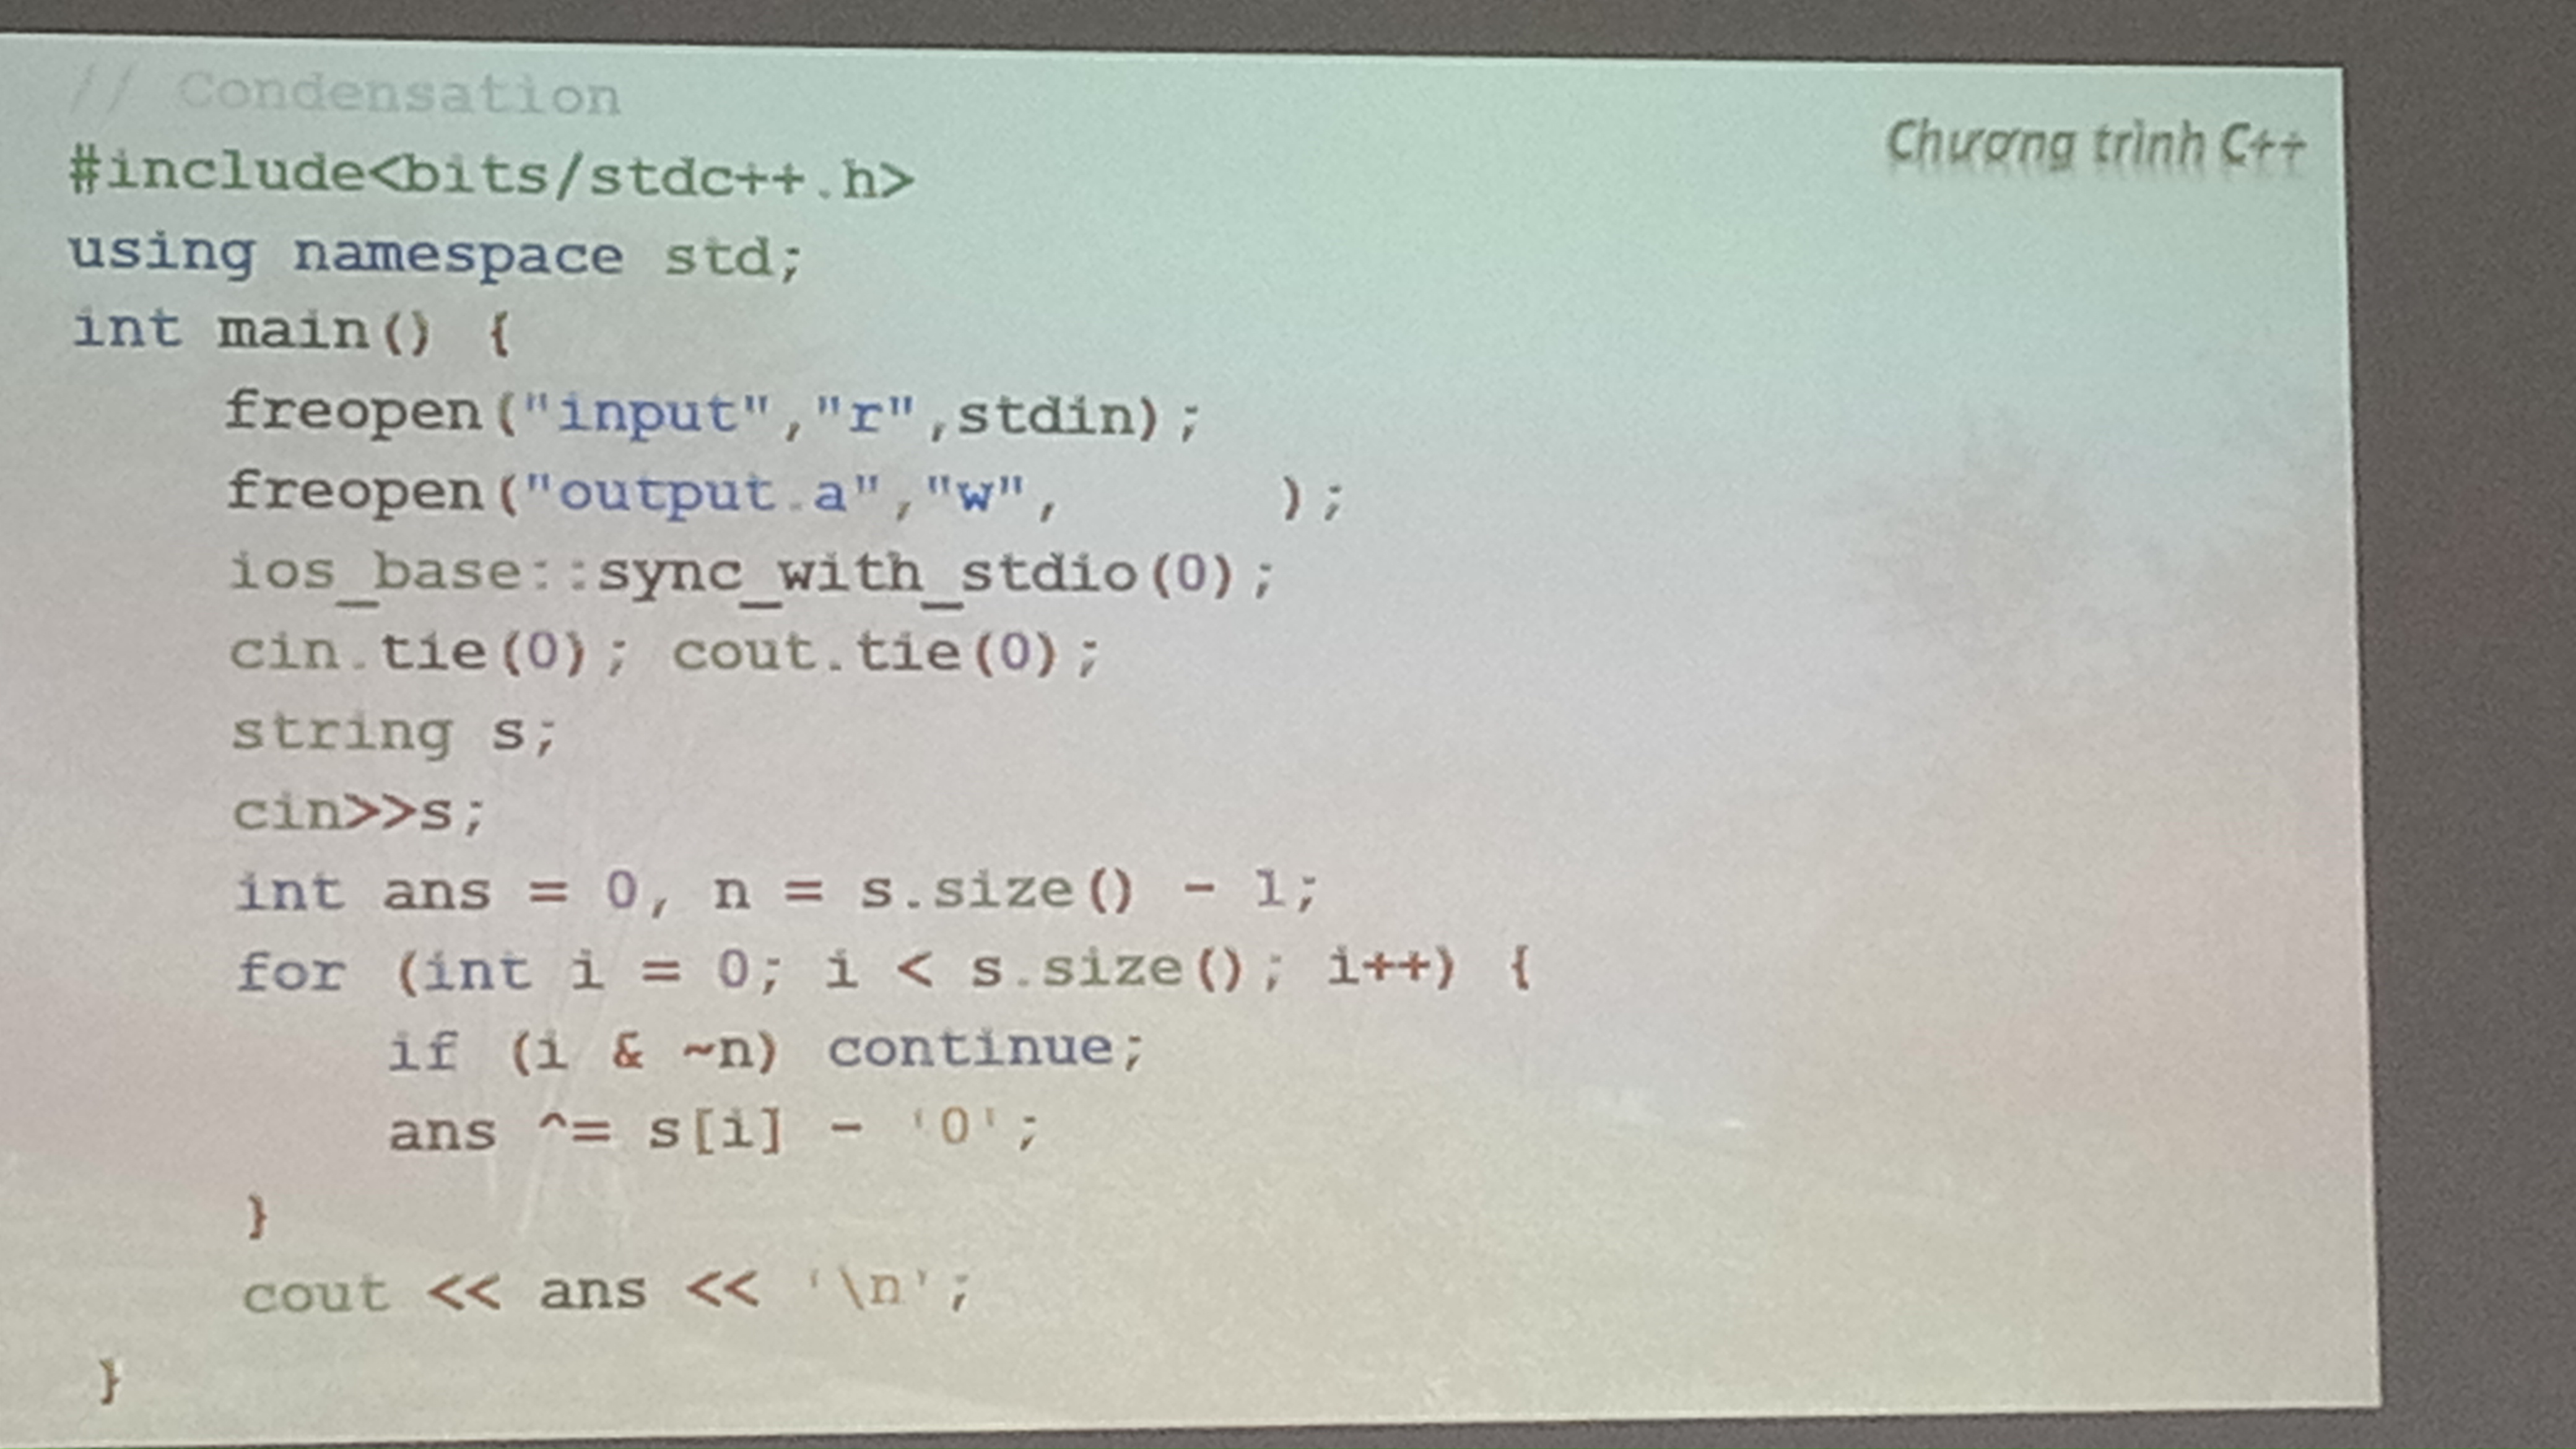 // Condensation
Chương trình C++
#include<bits/stdc++.h>
using namespace std;
int main() {
freopen("input","r",stdin);
freopen("output.a","w", );
ios_base::sync_with_stdio(0);
cin.tie(0); cout.tie(0);
string s;
cin>>s;
int ans = 0, n = s.size() - 1;
for (int i = 0; i < s.size(); i++) {
if (i & ~n) continue;
ans ^= s[i] - '0';
}
cout << ans << '\n';
}